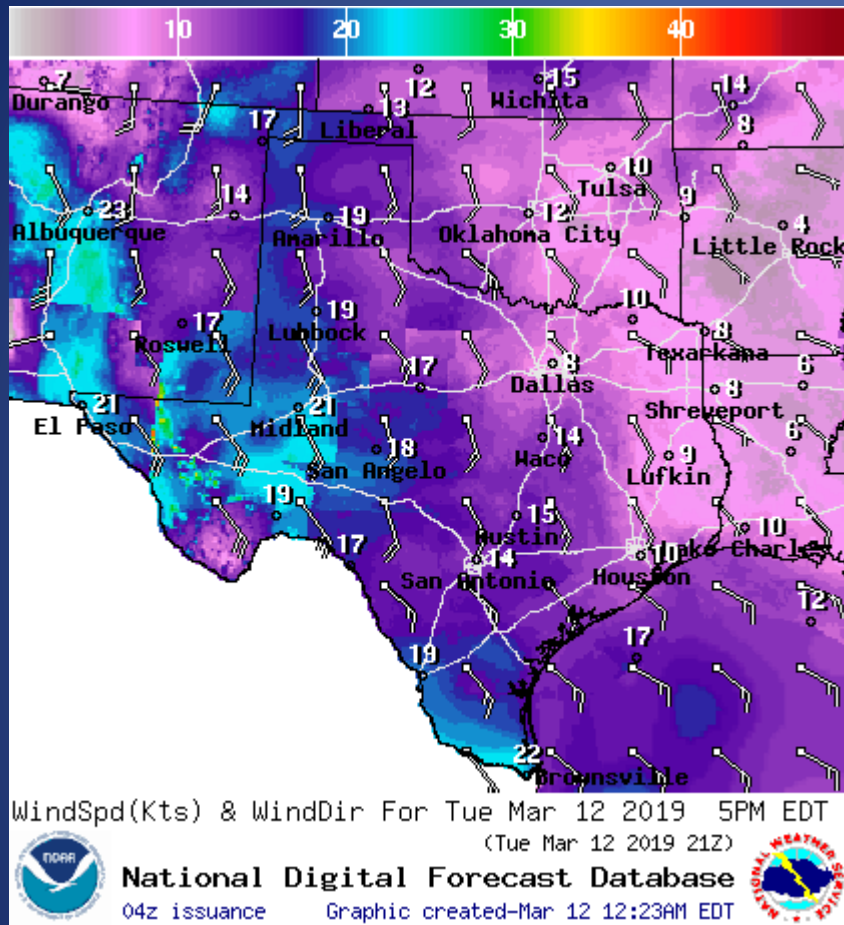 10 20 30 40
7 12 15 14
Durango Wichita
13
Liberal
17 8
10
Tulsa
23 14 19 12 9 4
Albuquerque Amarillo Oklahoma City Little Rock
17 19 10 8
Roswell Lubbock Texarkana
17 8 8 6
Dallas
21 21 Shreveport
El Paso Midland
18 14 9 6
San Angelo Waco Lufkin
19 15 10
Austin Lake Charles
17 14 10
San Antonio Houston
12
19 17
22
Brownsville
WindSpd(Kts) & WindDir For Tue Mar 12 2019 5PM EDT
(Tue Mar 12 2019 21Z)
NOAA
National Digital Forecast Database
04z issuance Graphic created-Mar 12 12:23AM EDT
NATIONAL WEATHER SERVICE